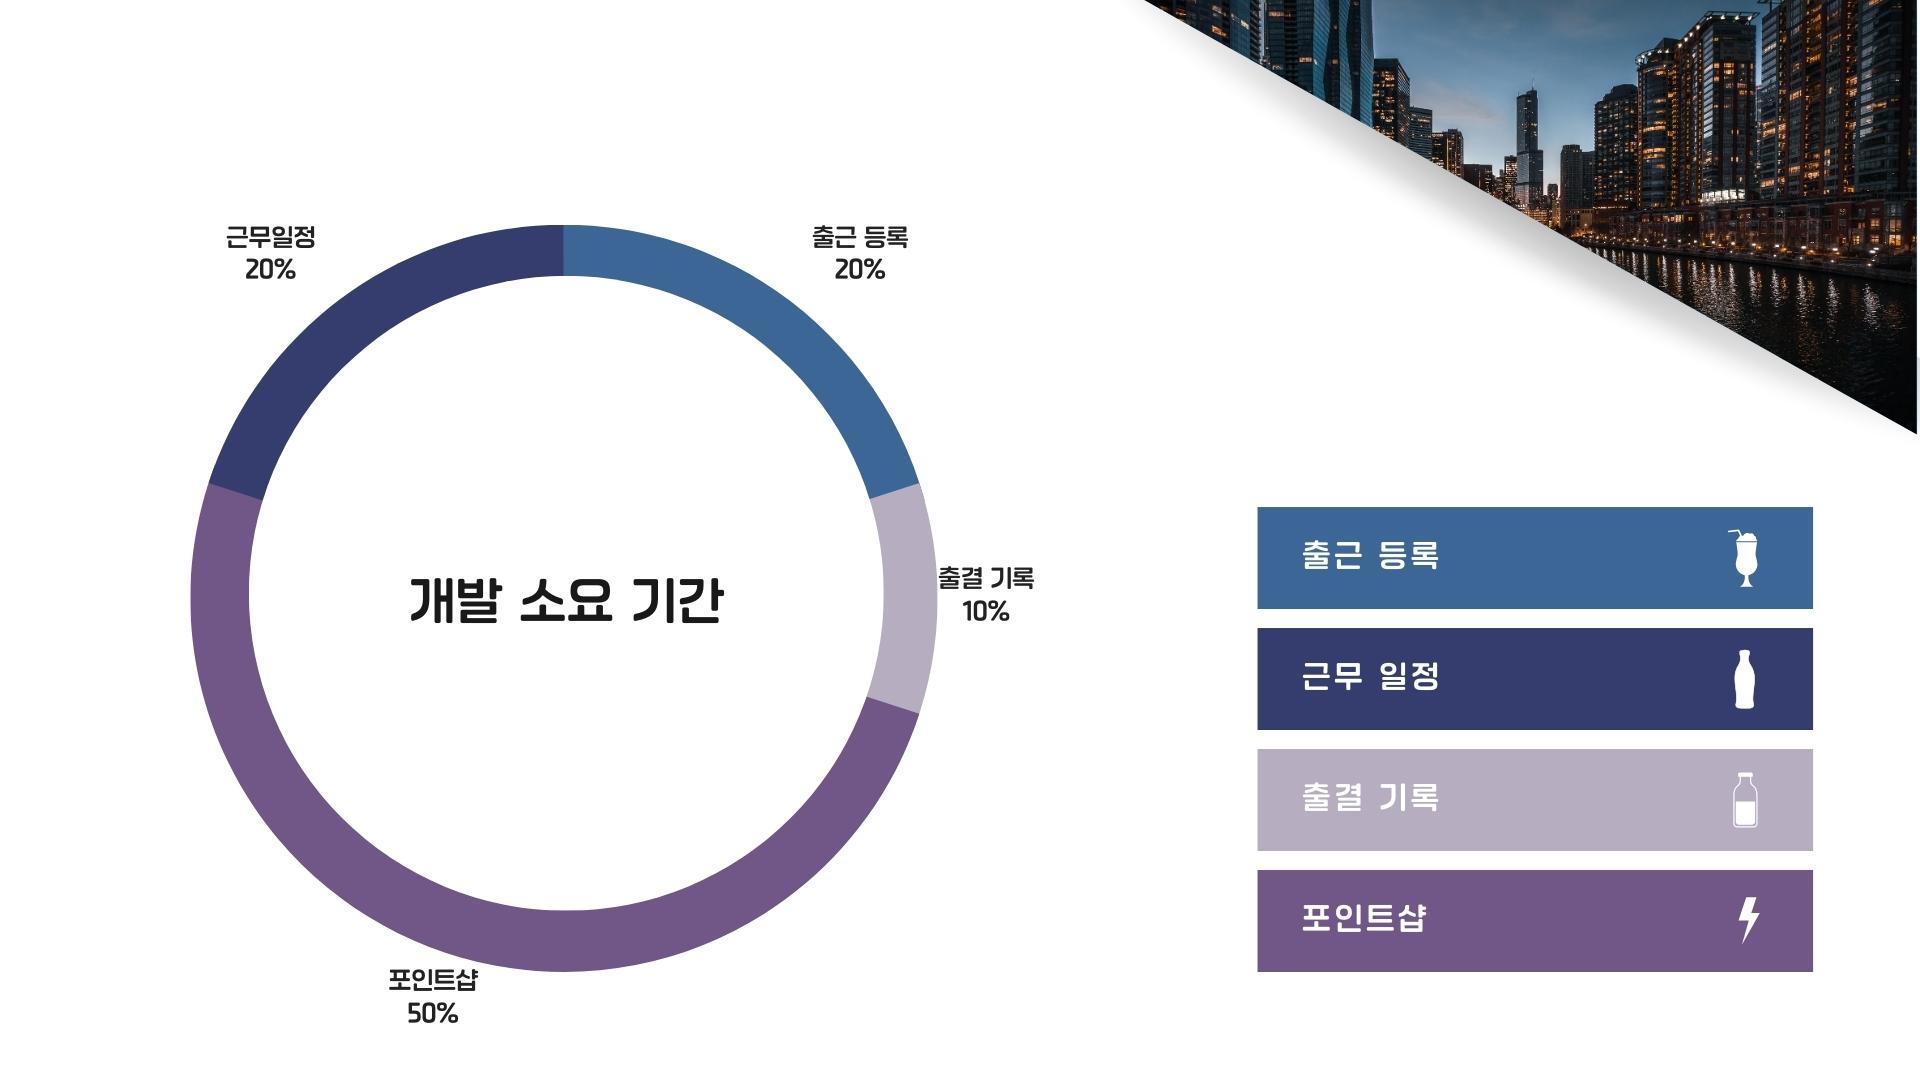 근무일정
20%
출근 등록
20%
개발 소요 기간
출결 기록
10%
포인트샵
50%
출근 등록
근무 일정
출결 기록
포인트샵